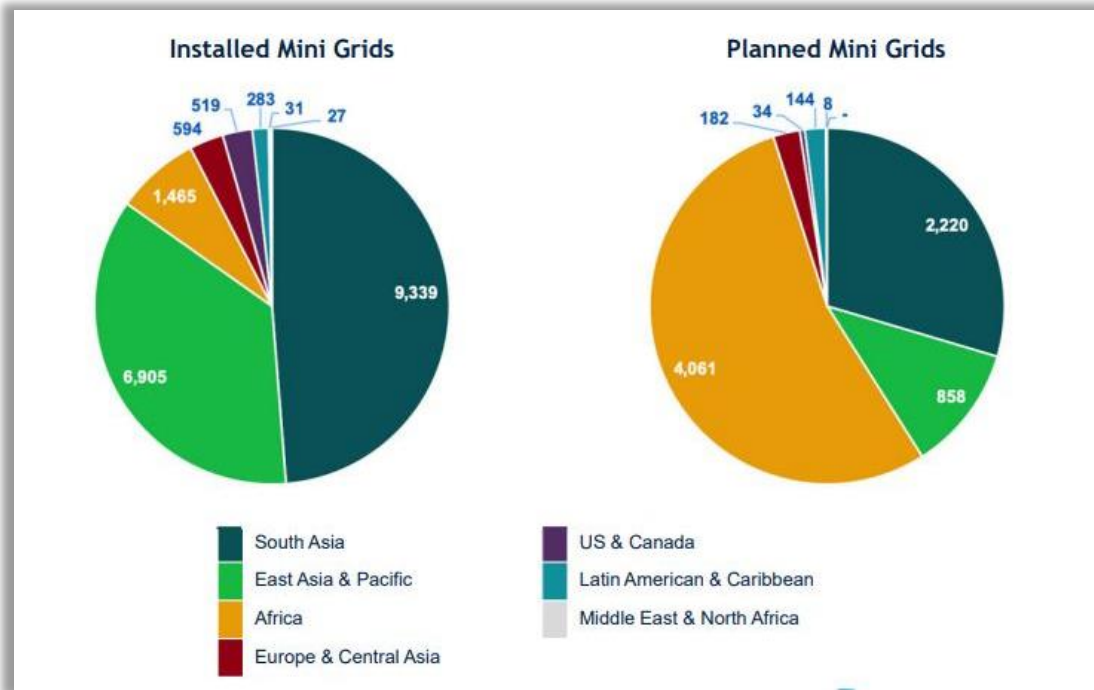 Installed Mini Grids
519
283
31
27
594
1,465
9,339
6,905
Planned Mini Grids
182
34
144
8
-
2,220
4,061
858
South Asia
East Asia & Pacific
Africa
Europe & Central Asia
US & Canada
Latin American & Caribbean
Middle East & North Africa